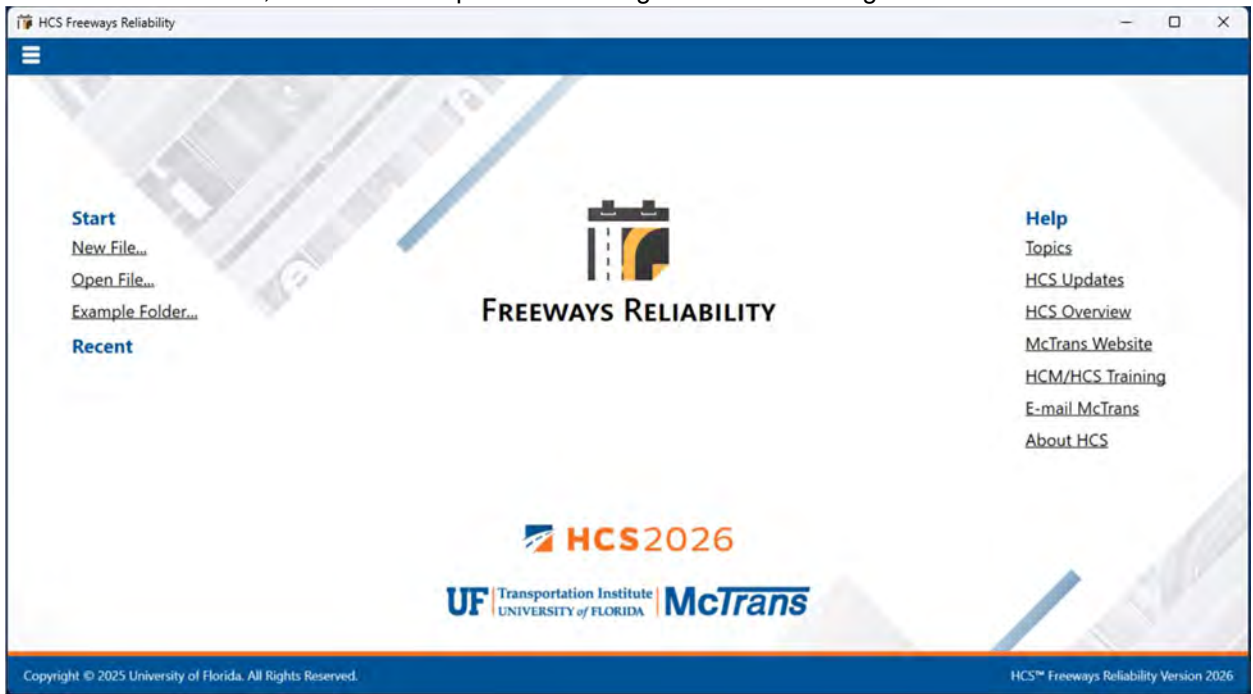 HCS Freeways Reliability
Start
New File...
Open File...
Example Folder...
Recent
FREEWAYS RELIABILITY
Help
Topics
HCS Updates
HCS Overview
McTrans Website
HCM/HCS Training
E-mail McTrans
About HCS
HCS2026
UF Transportation Institute McTrans
UNIVERSITY of FLORIDA
Copyright © 2025 University of Florida. All Rights Reserved.
HCS™ Freeways Reliability Version 2026